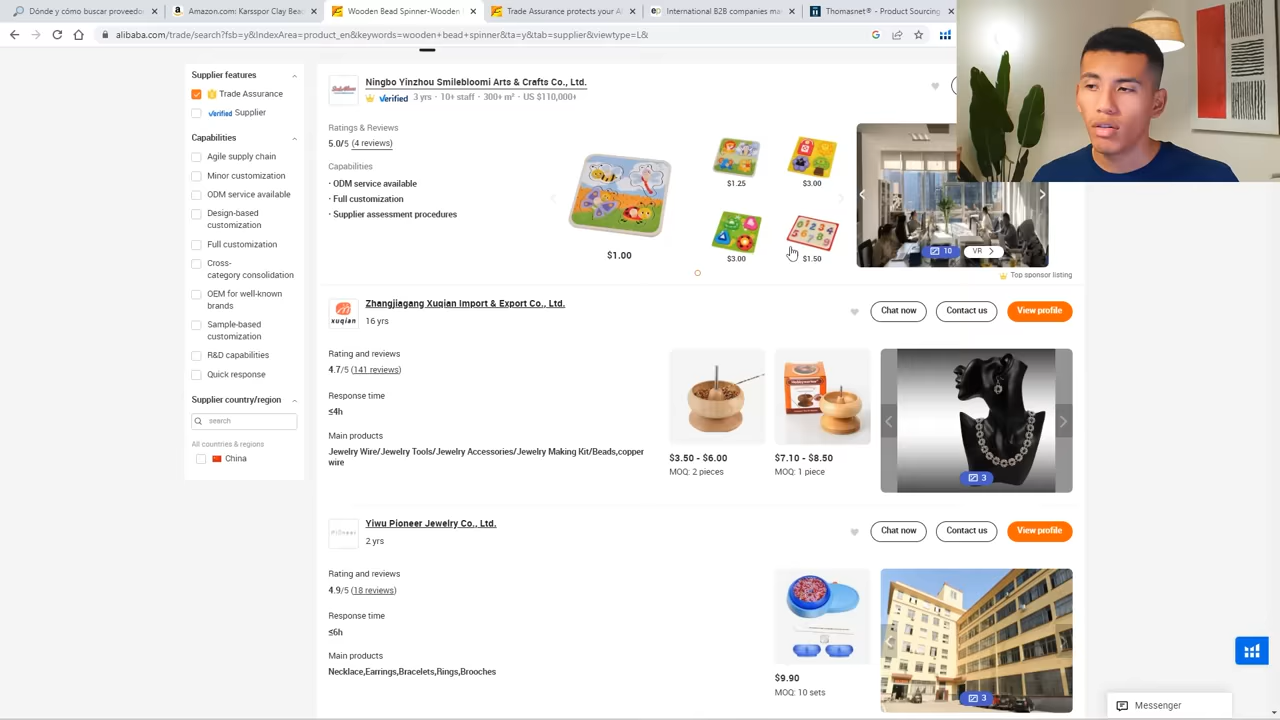 Dónde y cómo buscar proveedo
Amazon.com: Karsspor Clay Bea
Wooden Bead Spinner-Wooden
Trade Assurance protects your A
International B2B companies ma
Thomasnet® - Product Sourcing
alibaba.com/trade/search?fsb=y&IndexArea=product_en&keywords=wooden+bead+spinner&ta=y&tab=supplier&viewtype=L&
Supplier features
Trade Assurance
Verified Supplier
Capabilities
Agile supply chain
Minor customization
ODM service available
Design-based
customization
Full customization
Cross-
category consolidation
OEM for well-known
brands
Sample-based
customization
R&D capabilities
Quick response
Supplier country/region
search
All countries & regions
China
Ningbo Yinzhou Smilebloomi Arts & Crafts Co., Ltd.
Verified 3 yrs · 10+ staff · 300+ m² · US $110,000+
Ratings & Reviews
5.0/5 (4 reviews)
Capabilities
· ODM service available
· Full customization
· Supplier assessment procedures
$1.00
$1.25
$3.00
$3.00
$1.50
10
VR
Top sponsor listing
xuqian
Zhangjiagang Xuqian Import & Export Co., Ltd.
16 yrs
Chat now
Contact us
View profile
Rating and reviews
4.7/5 (141 reviews)
Response time
≤4h
Main products
Jewelry Wire/Jewelry Tools/Jewelry Accessories/Jewelry Making Kit/Beads,copper
wire
$3.50 - $6.00
MOQ: 2 pieces
$7.10 - $8.50
MOQ: 1 piece
3
Pioneer
Yiwu Pioneer Jewelry Co., Ltd.
2 yrs
Chat now
Contact us
View profile
Rating and reviews
4.9/5 (18 reviews)
Response time
≤6h
Main products
Necklace,Earrings,Bracelets,Rings,Brooches
$9.90
MOQ: 10 sets
3
Messenger